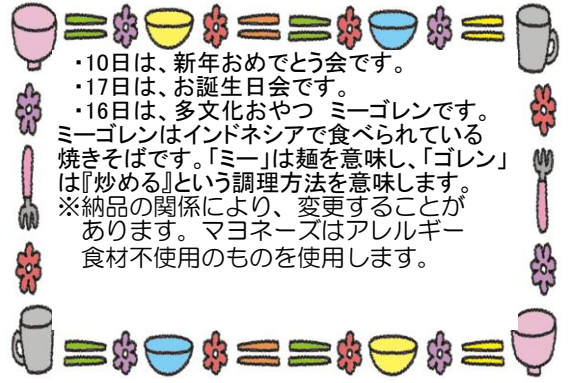 ・10日は、新年おめでとう会です。
・17日は、お誕生日会です。
・16日は、多文化おやつ　ミーゴレンです。
ミーゴレンはインドネシアで食べられている
焼きそばです。「ミー」は麺を意味し、「ゴレン」
は『炒める』という調理方法を意味します。
※納品の関係により、変更することが
あります。マヨネーズはアレルギー
食材不使用のものを使用します。